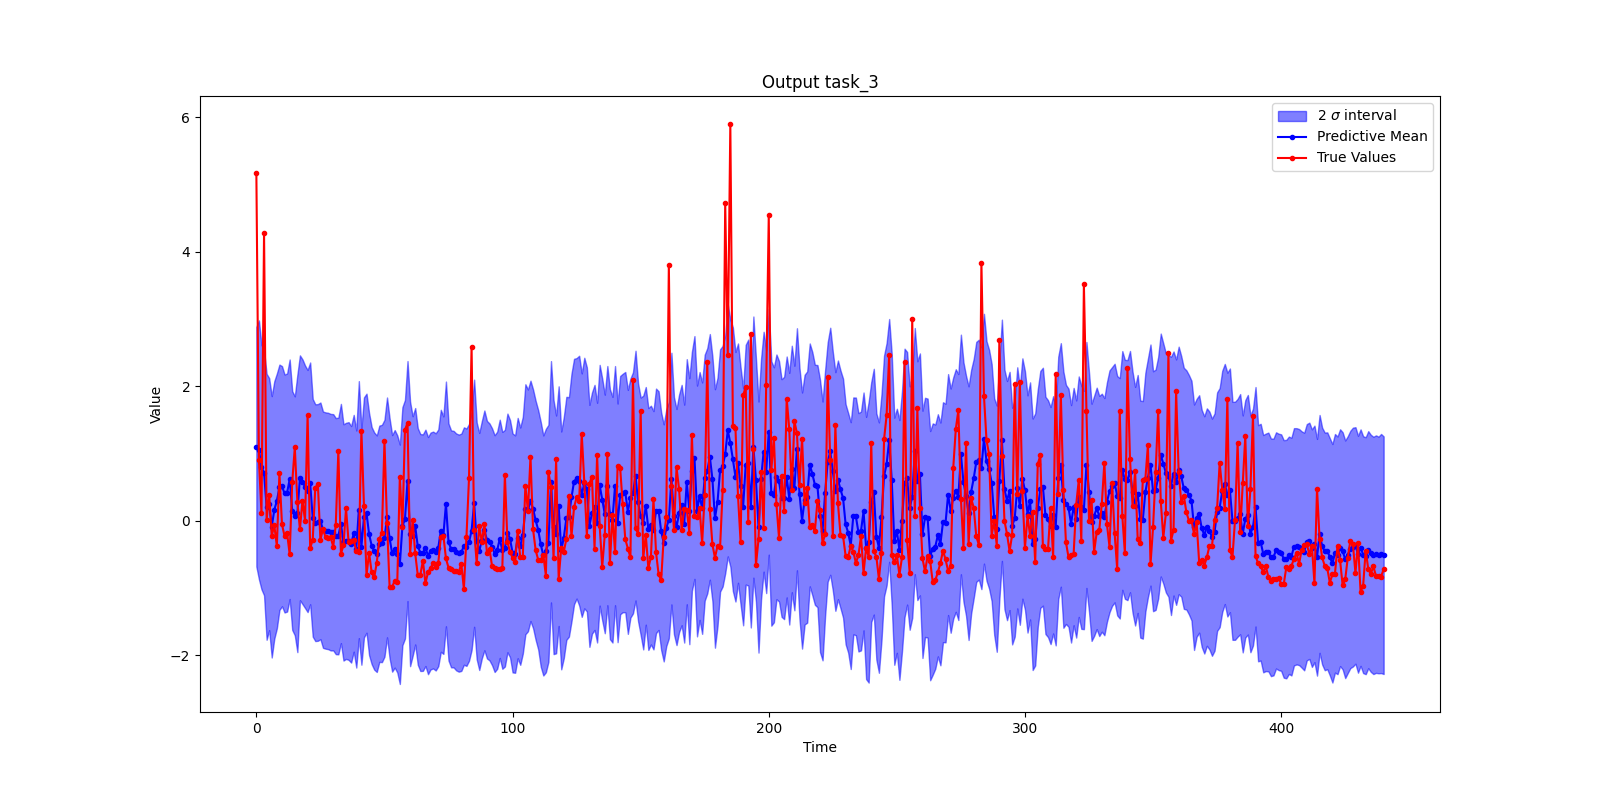 Output task_3
2 σ interval
Predictive Mean
True Values
Value
6
4
2
0
−2
0 100 200 300 400
Time